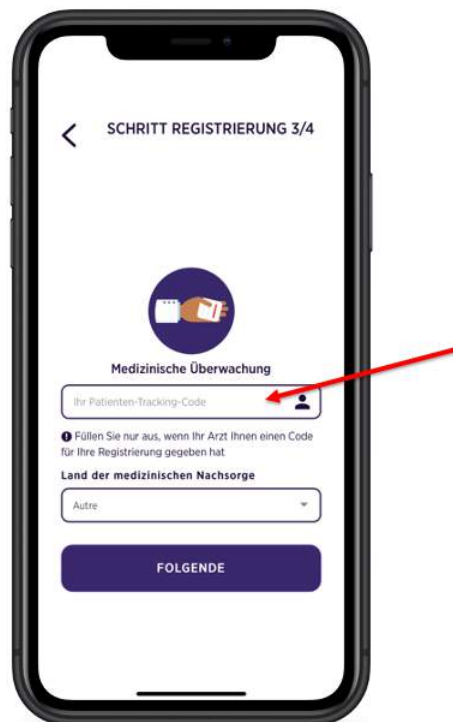 SCHRITT REGISTRIERUNG 3/4
Medizinische Überwachung
Ihr Patienten-Tracking-Code
Füllen Sie nur aus, wenn Ihr Arzt Ihnen einen Code
für Ihre Registrierung gegeben hat
Land der medizinischen Nachsorge
Autre
FOLGENDE